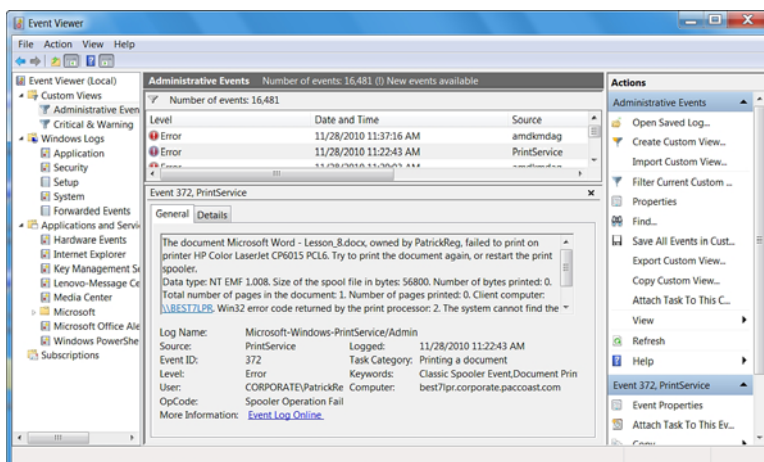 Event Viewer
File Action View Help
Event Viewer (Local)
Custom Views
Administrative Even
Critical & Warning
Windows Logs
Application
Security
Setup
System
Forwarded Events
Applications and Servi
Hardware Events
Internet Explorer
Key Management Se
Lenovo-Message Ce
Media Center
Microsoft
Microsoft Office Ale
Windows PowerShe
Subscriptions
Administrative Events Number of events: 16,481 (!) New events available
Number of events: 16,481
Level Date and Time Source
Error 11/28/2010 11:37:16 AM amdkmdag
Error 11/28/2010 11:22:43 AM PrintService
Event 372, PrintService
General Details
The document Microsoft Word - Lesson_8.docx, owned by PatrickReg, failed to print on
printer HP Color LaserJet CP6015 PCL6. Try to print the document again, or restart the print
spooler.
Data type: NT EMF 1.008. Size of the spool file in bytes: 56800. Number of bytes printed: 0.
Total number of pages in the document: 1. Number of pages printed: 0. Client computer:
\\BEST7LPR. Win32 error code returned by the print processor: 2. The system cannot find the
Log Name: Microsoft-Windows-PrintService/Admin
Source: PrintService Logged: 11/28/2010 11:22:43 AM
Event ID: 372 Task Category: Printing a document
Level: Error Keywords: Classic Spooler Event,Document Prin
User: CORPORATE\PatrickRe Computer: best7lpr.corporate.paccoast.com
OpCode: Spooler Operation Fail
More Information: Event Log Online
Actions
Administrative Events
Open Saved Log...
Create Custom View...
Import Custom View...
Filter Current Custom ...
Properties
Find...
Save All Events in Cust...
Export Custom View...
Copy Custom View...
Attach Task To This C...
View
Refresh
Help
Event 372, PrintService
Event Properties
Attach Task To This Ev...
Copy